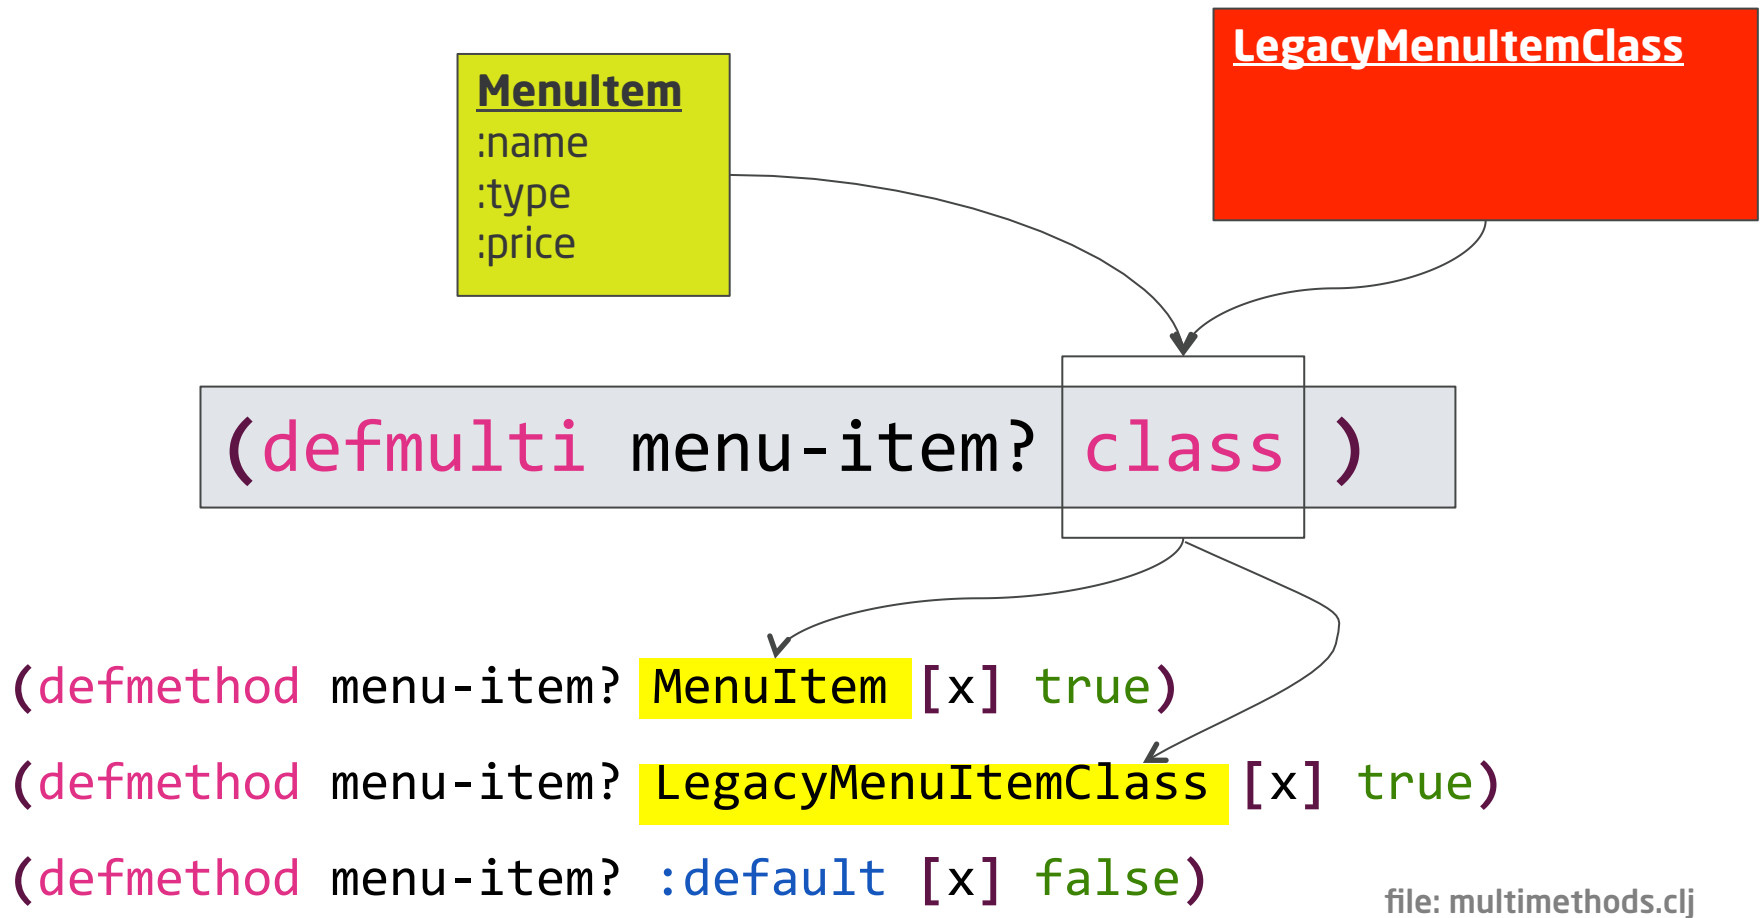 LegacyMenuItemClass
MenuItem
:name
:type
:price
(defmulti menu-item? class )
(defmethod menu-item? MenuItem [x] true)
(defmethod menu-item? LegacyMenuItemClass [x] true)
(defmethod menu-item? :default [x] false)
file: multimethods.clj